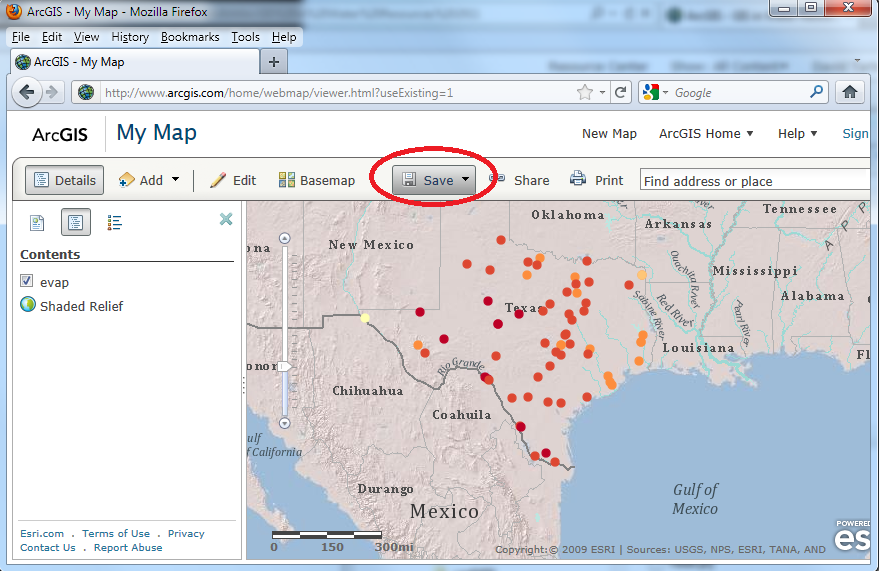 ArcGIS - My Map - Mozilla Firefox
File Edit View History Bookmarks Tools Help
ArcGIS - My Map
http://www.arcgis.com/home/webmap/viewer.html?useExisting=1
Google
ArcGIS My Map
New Map ArcGIS Home Help Sign
Details Add Edit Basemap Save Share Print Find address or place
Contents
evap
Shaded Relief
Esri.com . Terms of Use . Privacy
Contact Us . Report Abuse
Oklahoma
Tennessee
Arkansas
A P P
New Mexico
ona
Ouachita River
Mississippi
Texas
Sabine River
Red River
Pearl River
Alabama
Louisiana
Fl
onor
Rio Grande
Chihuahua
Coahuila
ulf
f California
Durango
Mexico
Gulf of
Mexico
0 150 300mi
Copyright: © 2009 ESRI | Sources: USGS, NPS, ESRI, TANA, AND
POWERED
es